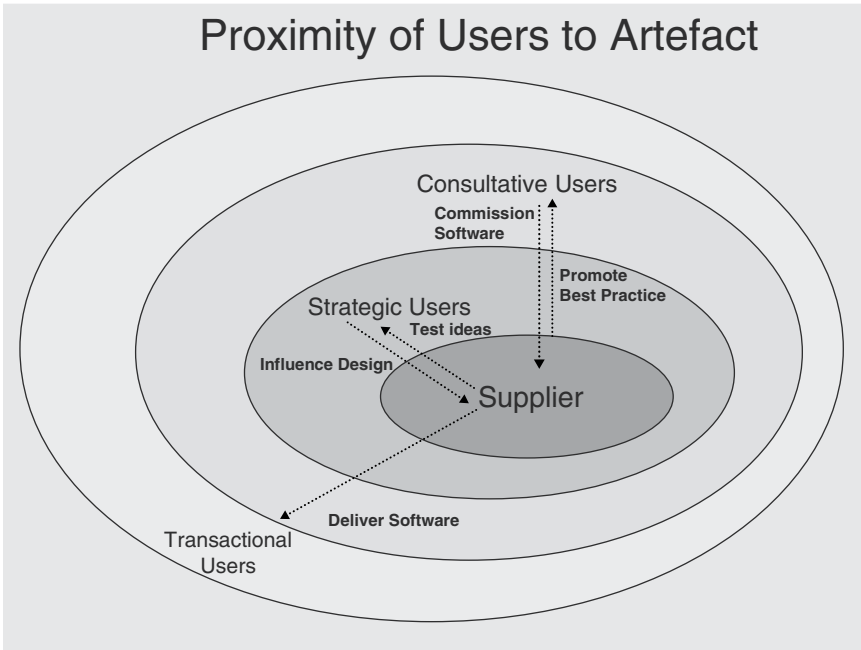 Proximity of Users to Artefact
Consultative Users
Commission
Software
Promote
Best Practice
Strategic Users
Test ideas
Influence Design
Supplier
Deliver Software
Transactional
Users